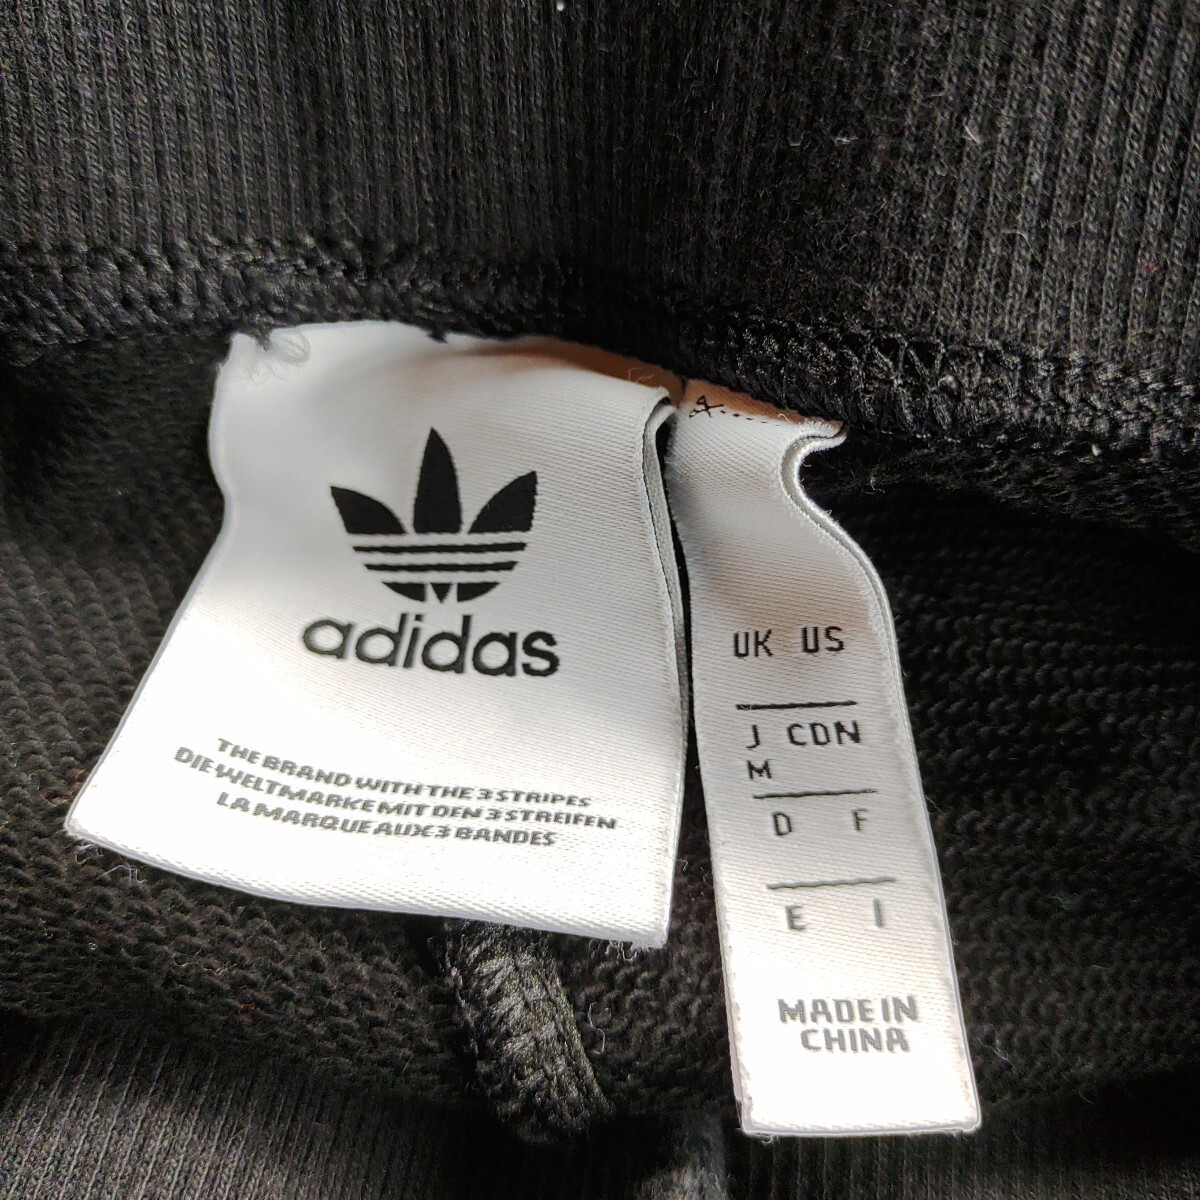 adidas
THE BRAND WITH THE 3 STRIPES
DIE WELTMARKE MIT DEN 3 STREIFEN
LA MARQUE AUX 3 BANDES
UK US
J CDN
M
D F
E I
MADE IN
CHINA